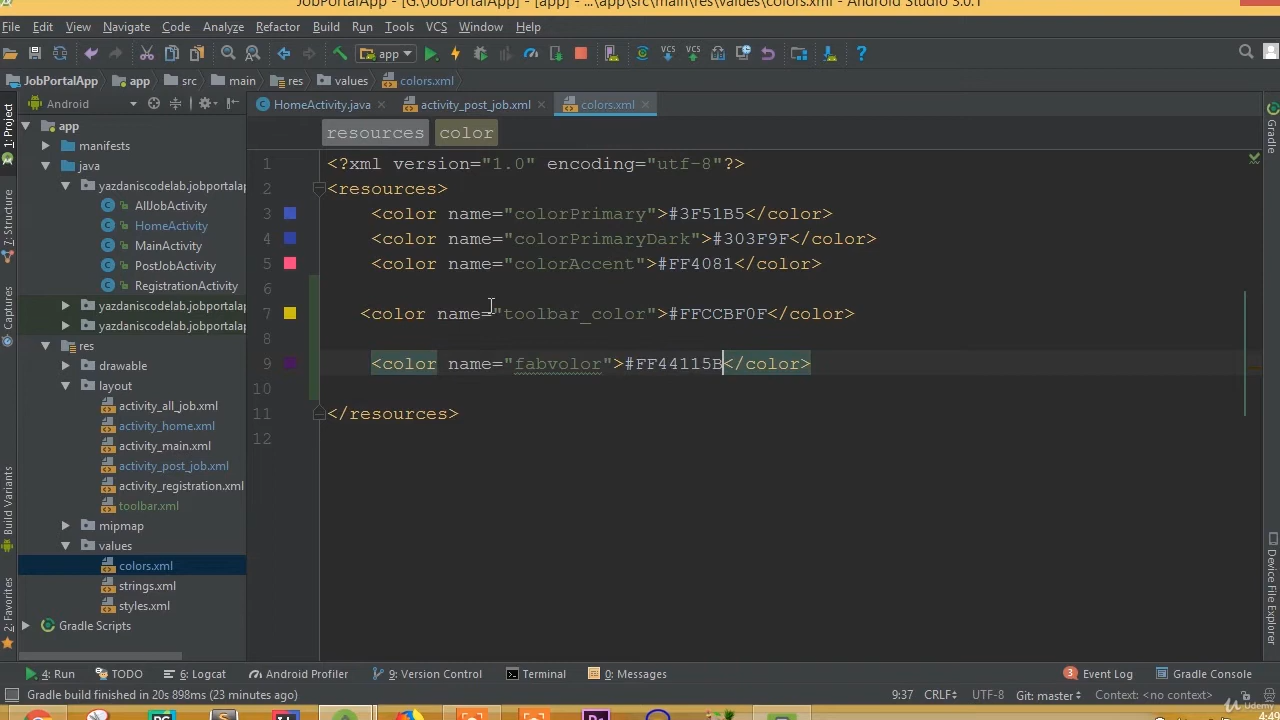 JobPortalApp - [G:\JobPortalApp] - [app] - ...\app\src\main\res\values\colors.xml - Android Studio 3.0.1
File Edit View Navigate Code Analyze Refactor Build Run Tools VCS Window Help
app VCS VCS ?
JobPortalApp app src main res values colors.xml
Android HomeActivity.java activity_post_job.xml colors.xml
resources color
1: Project
Z: Structure
Captures
Build Variants
2: Favorites
app
manifests
java
yazdaniscodelab.jobportalap
AllJobActivity
HomeActivity
MainActivity
PostJobActivity
RegistrationActivity
yazdaniscodelab.jobportalap
yazdaniscodelab.jobportalap
res
drawable
layout
activity_all_job.xml
activity_home.xml
activity_main.xml
activity_post_job.xml
activity_registration.xml
toolbar.xml
mipmap
values
colors.xml
strings.xml
styles.xml
Gradle Scripts
1 <?xml version="1.0" encoding="utf-8"?>
2 <resources>
3 <color name="colorPrimary">#3F51B5</color>
4 <color name="colorPrimaryDark">#303F9F</color>
5 <color name="colorAccent">#FF4081</color>
6
7 <color name="toolbar_color">#FFCCBF0F</color>
8
9 <color name="fabvolor">#FF44115B</color>
10
11 </resources>
12
Gradle
Device File Explorer
4: Run TODO 6: Logcat Android Profiler 9: Version Control Terminal 0: Messages 3 Event Log Gradle Console
Gradle build finished in 20s 898ms (23 minutes ago) 9:37 CRLF UTF-8 Git: master Context: <no context>
Udemy